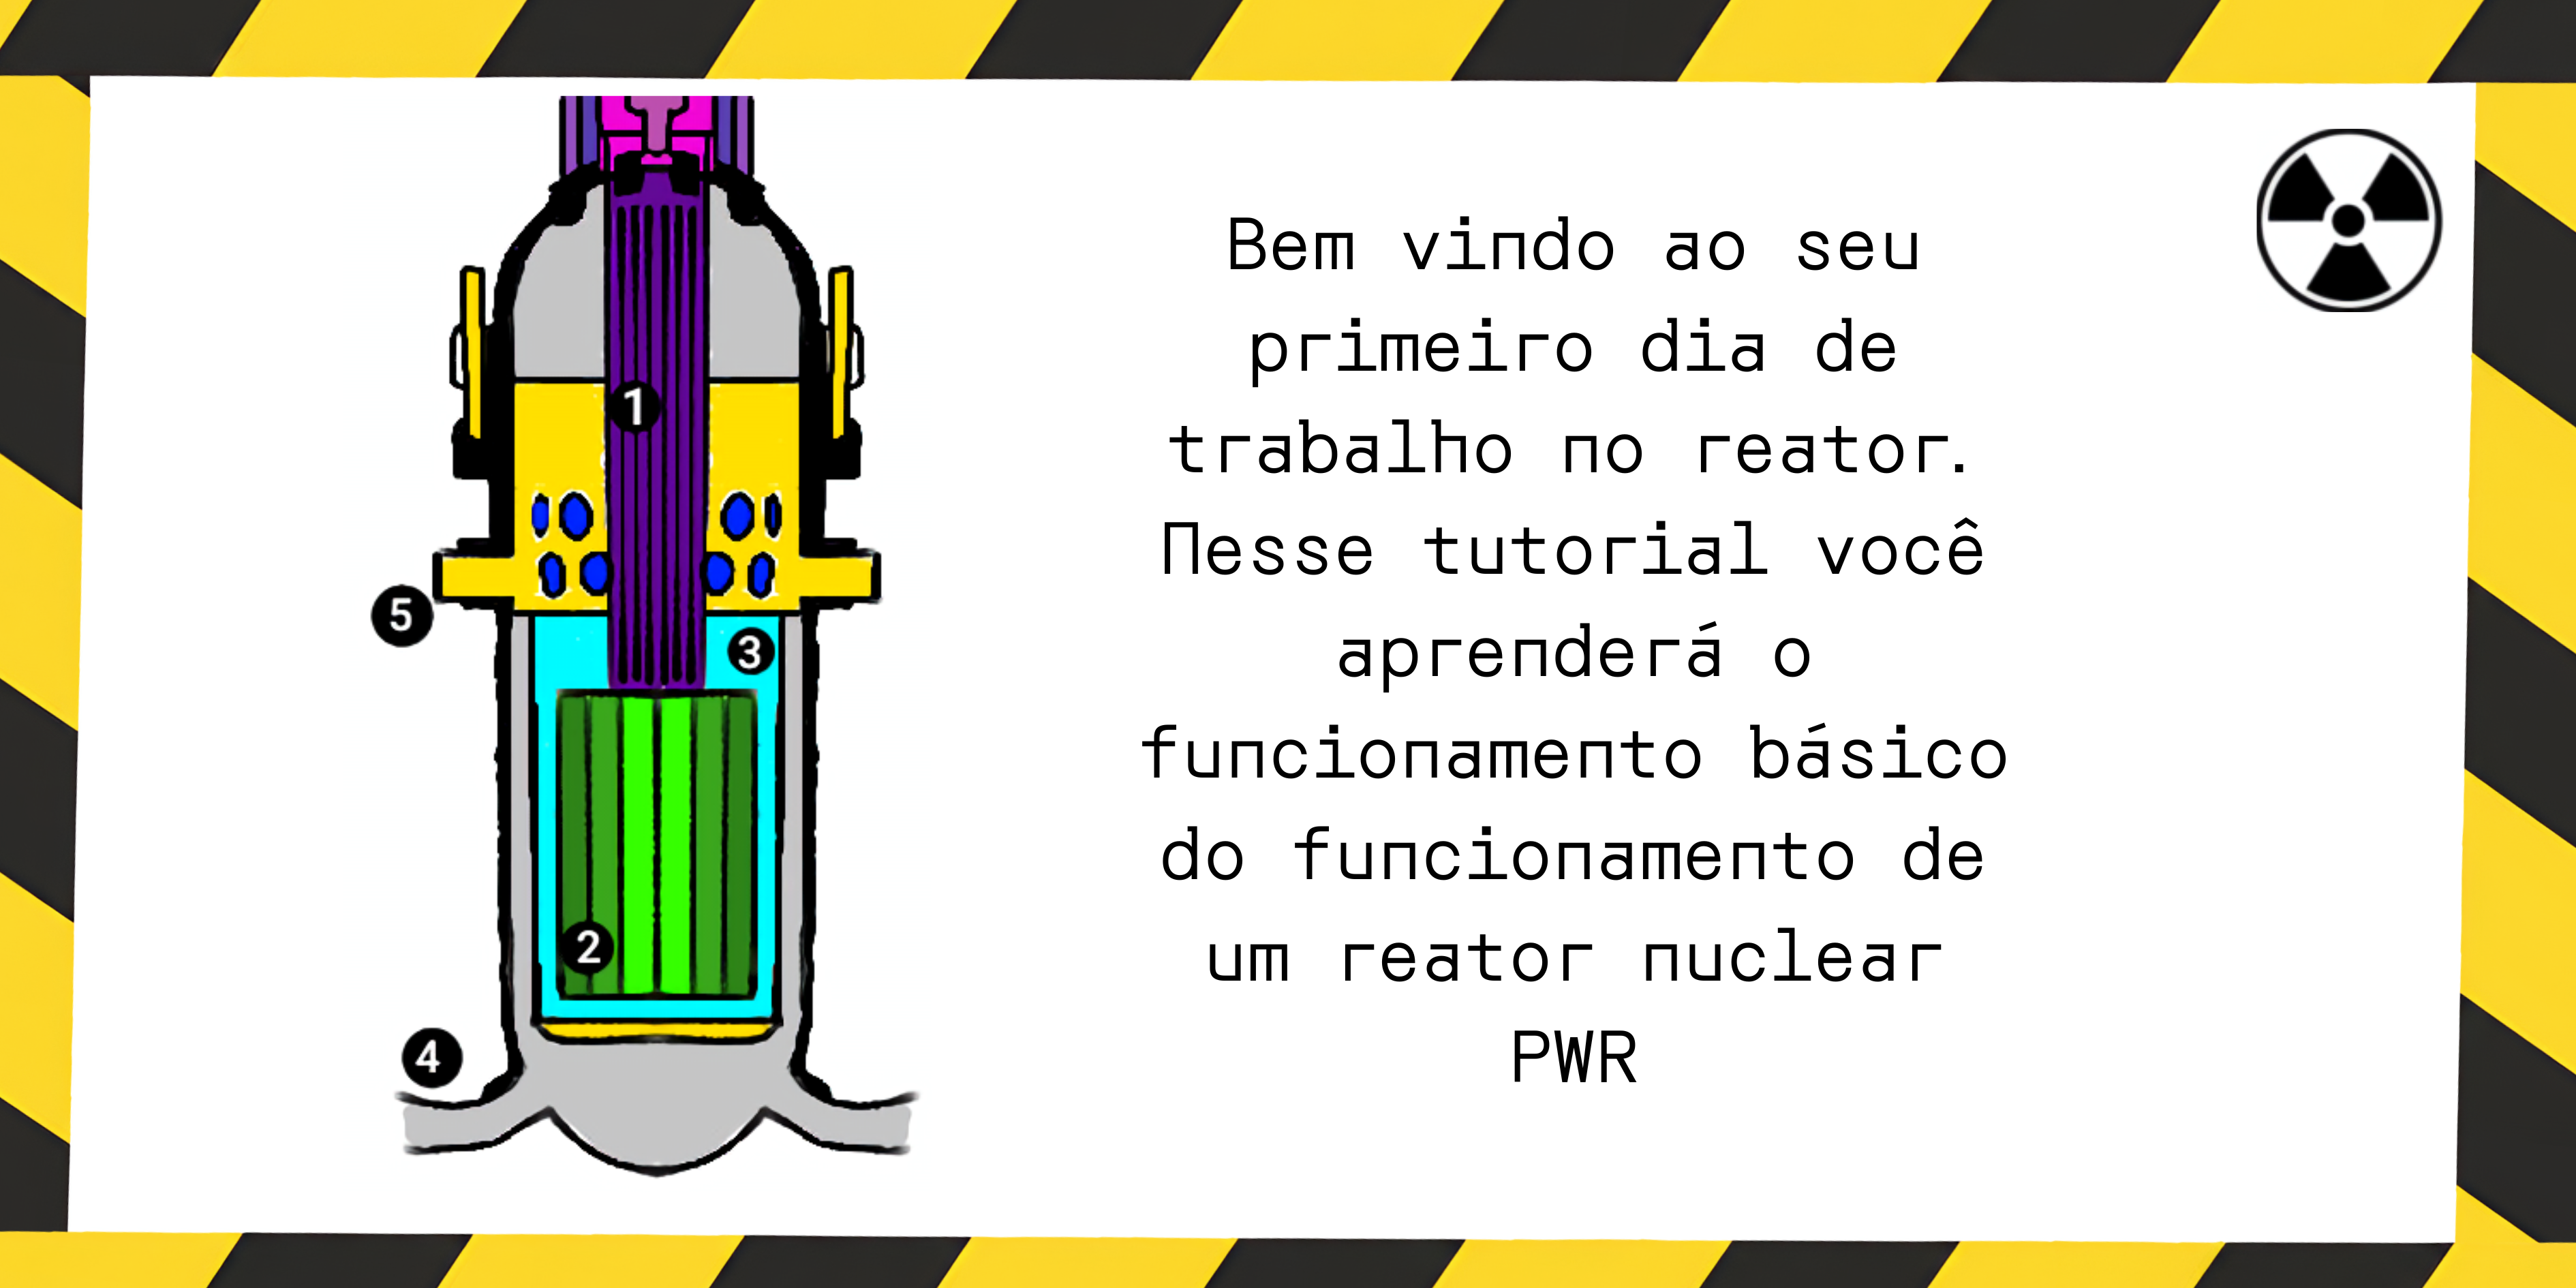 1
5
3
2
4
Bem vindo ao seu
primeiro dia de
trabalho no reator.
Nesse tutorial você
aprenderá o
funcionamento básico
do funcionamento de
um reator nuclear
PWR